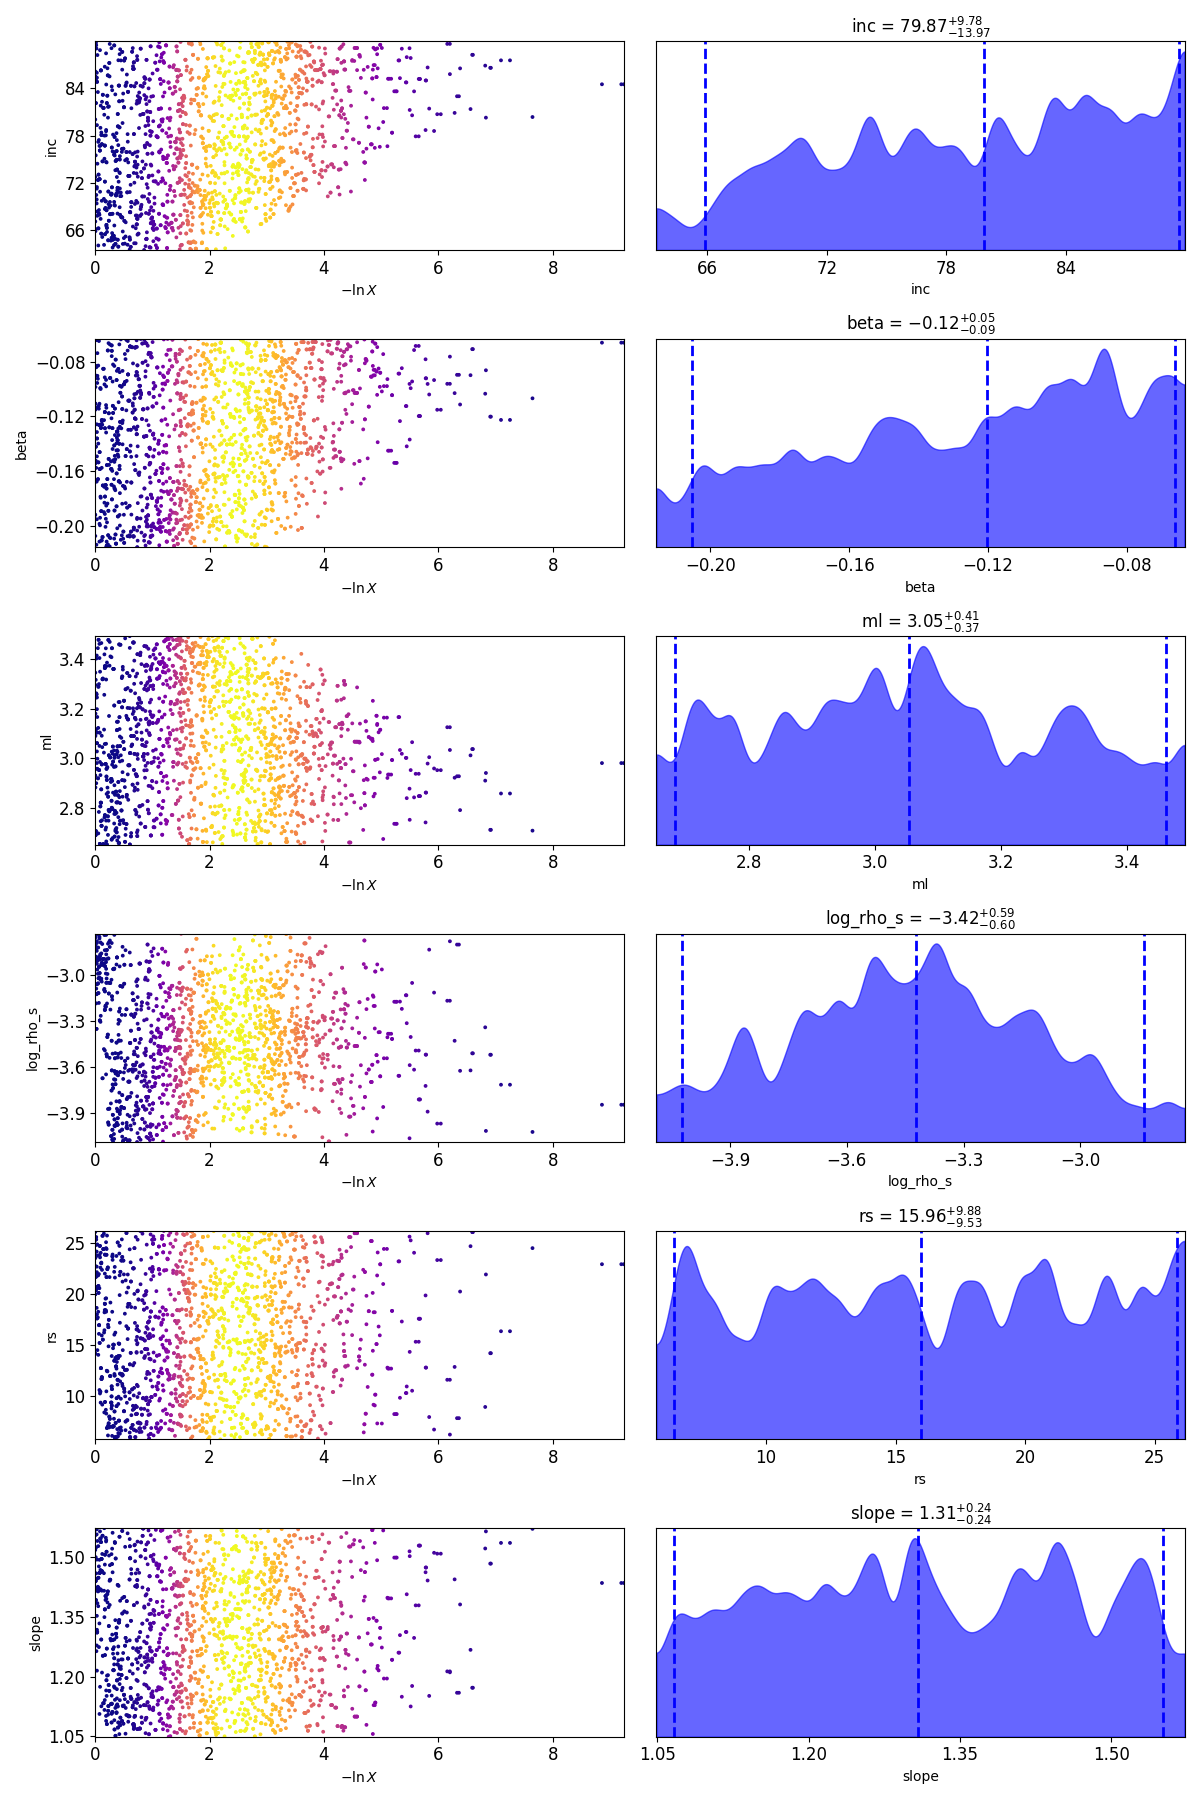 inc = 79.87 +9.78 −13.97
84
78
72
66
inc
0 2 4 6 8
−ln X
66 72 78 84
inc
beta = −0.12 +0.05 −0.09
−0.08
−0.12
−0.16
−0.20
beta
0 2 4 6 8
−ln X
−0.20 −0.16 −0.12 −0.08
beta
ml = 3.05 +0.41 −0.37
3.4
3.2
3.0
2.8
ml
0 2 4 6 8
−ln X
2.8 3.0 3.2 3.4
ml
log_rho_s = −3.42 +0.59 −0.60
−3.0
−3.3
−3.6
−3.9
log_rho_s
0 2 4 6 8
−ln X
−3.9 −3.6 −3.3 −3.0
log_rho_s
rs = 15.96 +9.88 −9.53
25
20
15
10
rs
0 2 4 6 8
−ln X
10 15 20 25
rs
slope = 1.31 +0.24 −0.24
1.50
1.35
1.20
1.05
slope
0 2 4 6 8
−ln X
1.05 1.20 1.35 1.50
slope